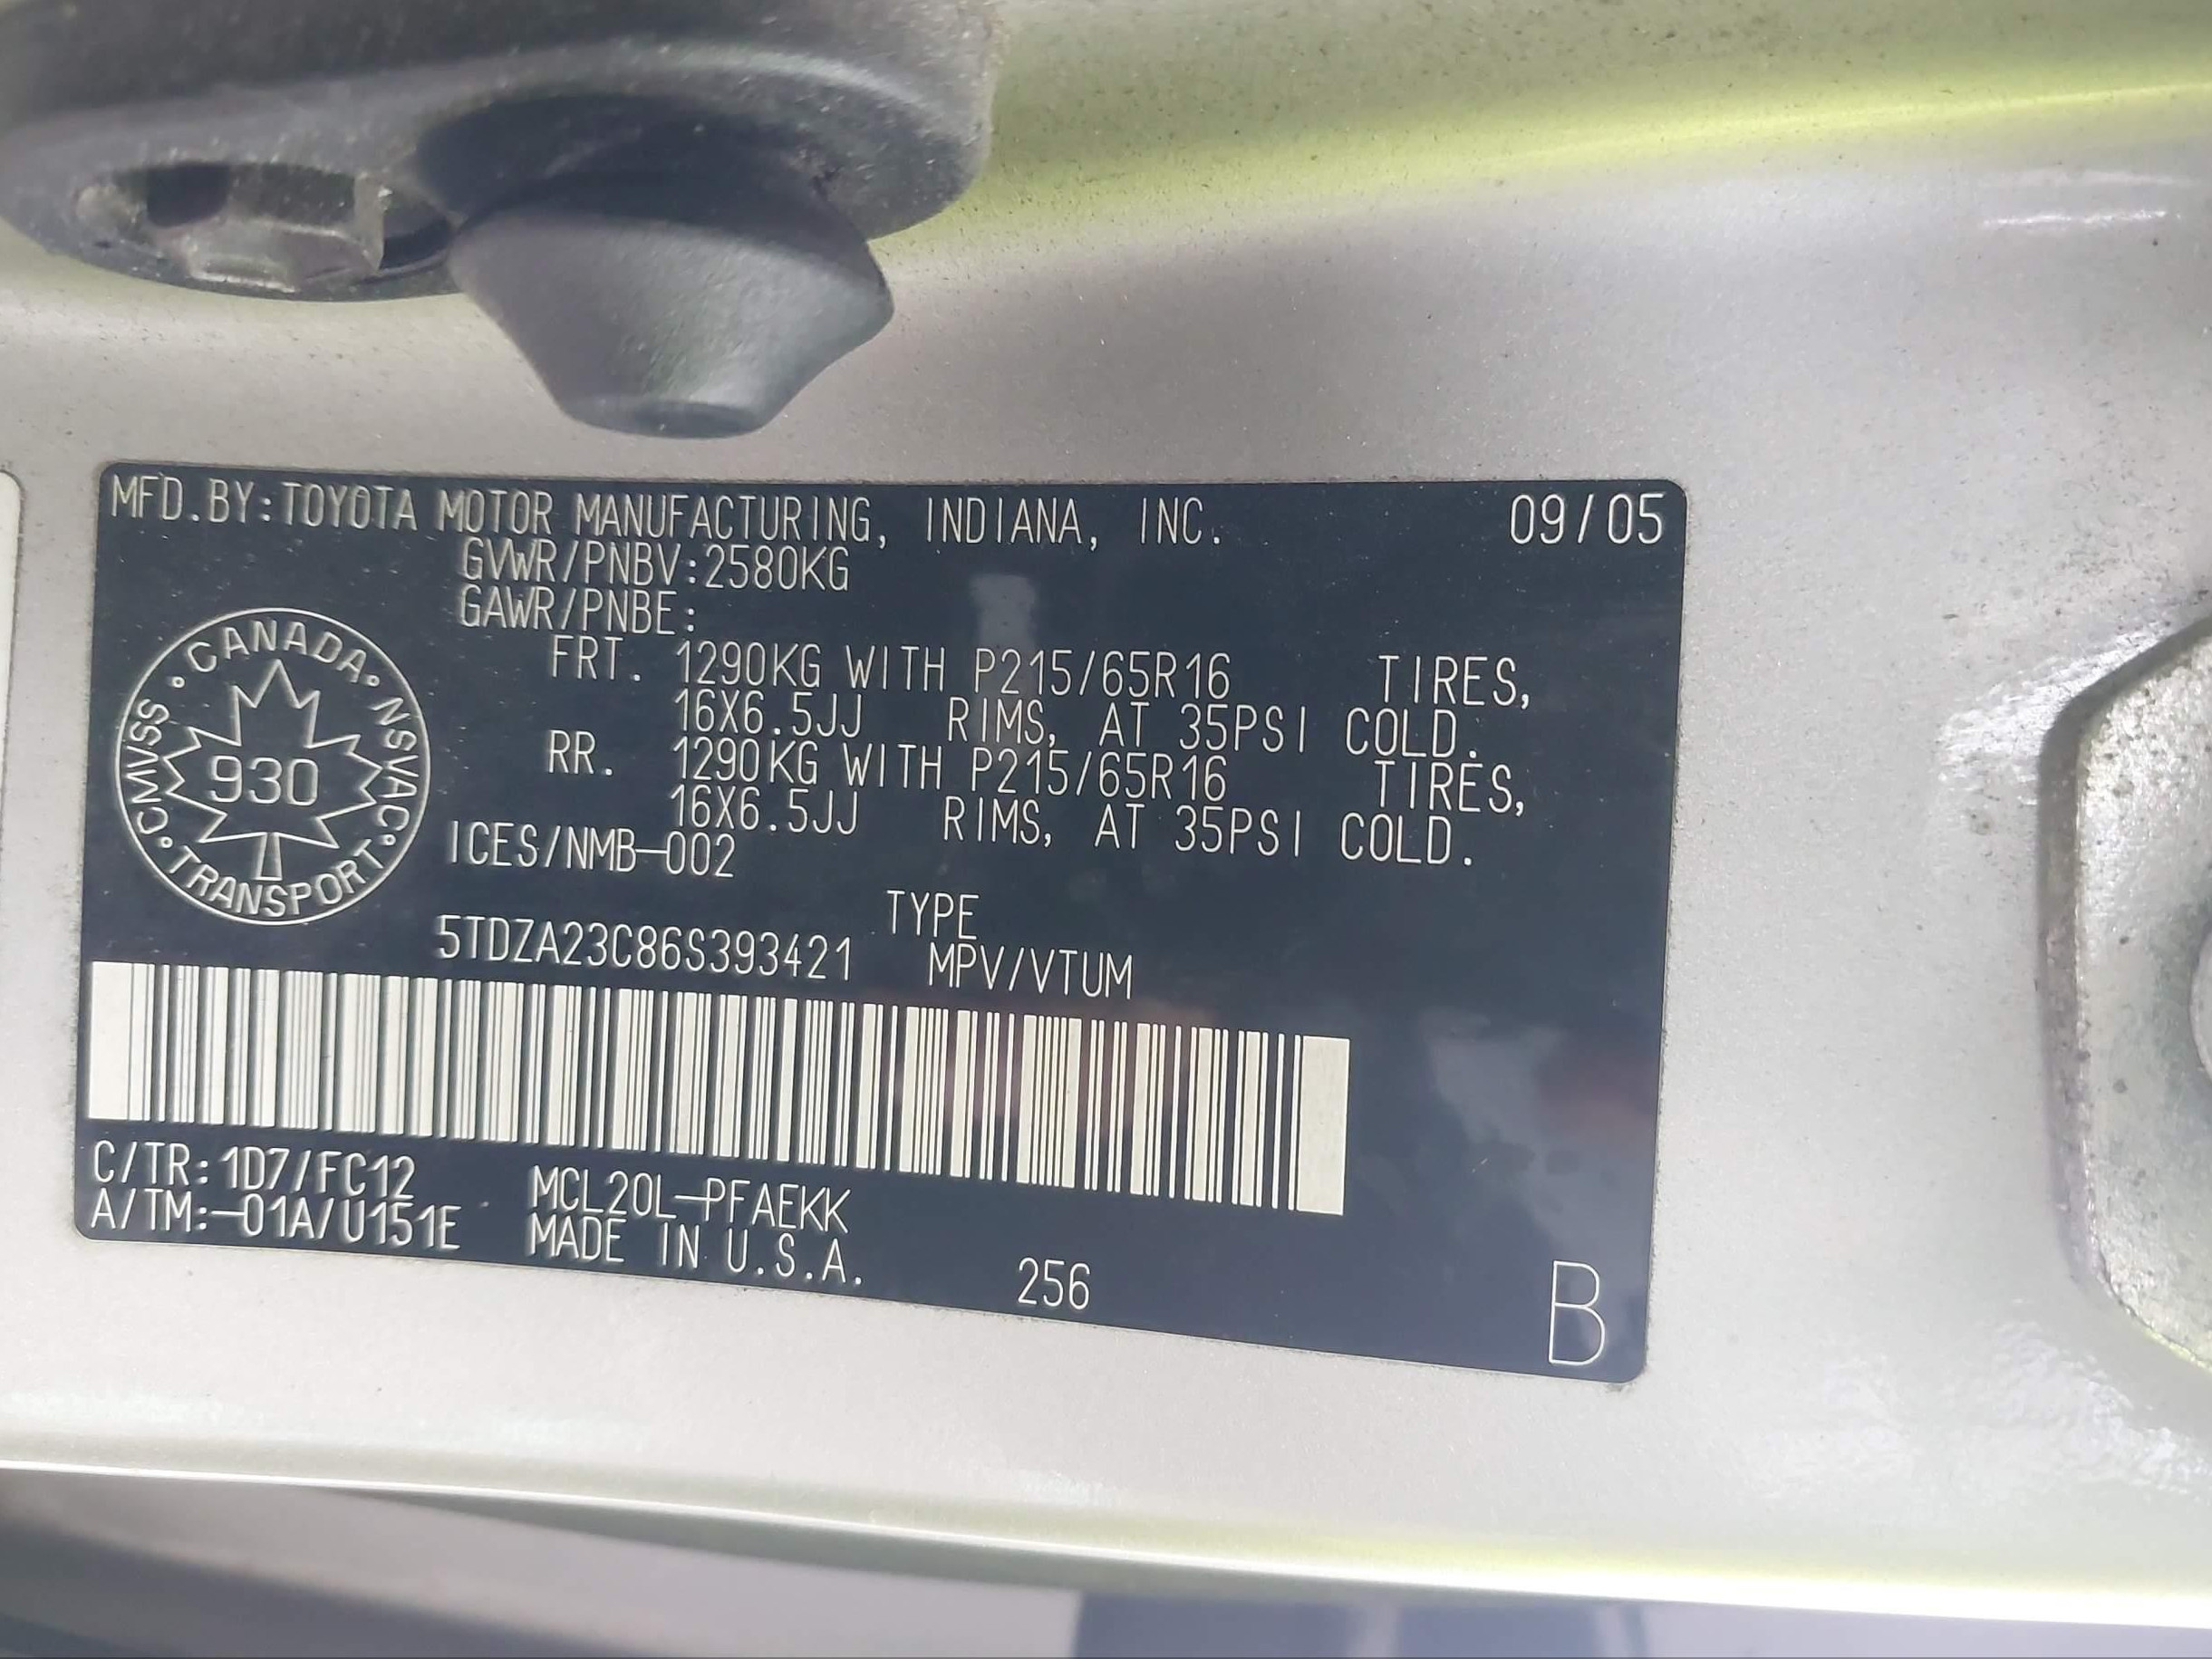 MFD.BY:TOYOTA MOTOR MANUFACTURING, INDIANA, INC. 09/05
GVWR/PNBV:2580KG
GAWR/PNBE:
FRT. 1290KG WITH P215/65R16 TIRES,
16X6.5JJ RIMS, AT 35PSI COLD.
RR. 1290KG WITH P215/65R16 TIRES,
16X6.5JJ RIMS, AT 35PSI COLD.
ICES/NMB-002
CANADA • NSVAC • TRANSPORT • CMVSS •
930
TYPE
5TDZA23C86S393421 MPV/VTUM
C/TR:1D7/FC12 MCL20L-PFAEKK
A/TM:-01A/U151E MADE IN U.S.A.
256
B